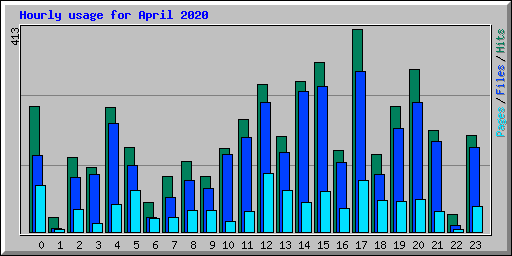 Hourly usage for April 2020
413
Pages/Files/Hits
0 1 2 3 4 5 6 7 8 9 10 11 12 13 14 15 16 17 18 19 20 21 22 23